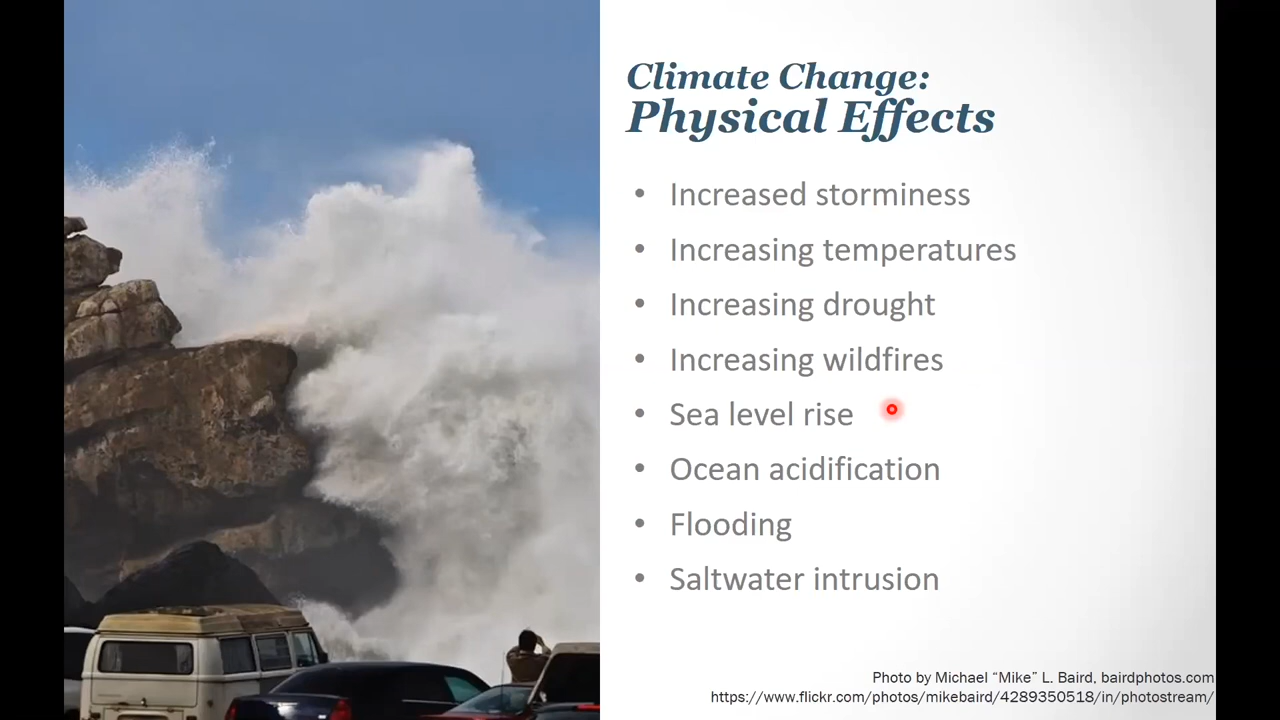 Climate Change:
Physical Effects
• Increased storminess
• Increasing temperatures
• Increasing drought
• Increasing wildfires
• Sea level rise
• Ocean acidification
• Flooding
• Saltwater intrusion
Photo by Michael “Mike” L. Baird, bairdphotos.com
https://www.flickr.com/photos/mikebaird/4289350518/in/photostream/